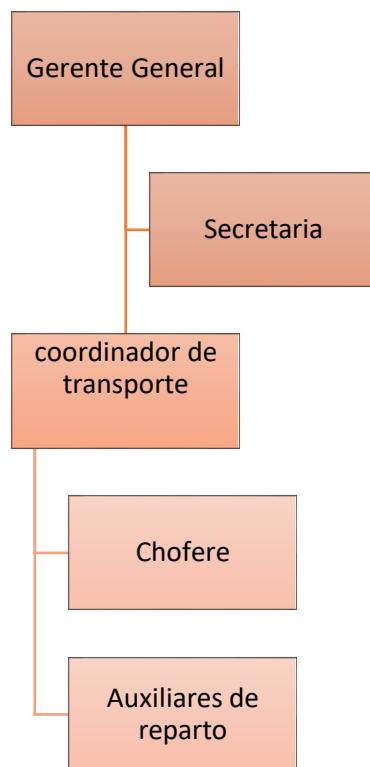 Gerente General
Secretaria
coordinador de
transporte
Chofere
Auxiliares de
reparto